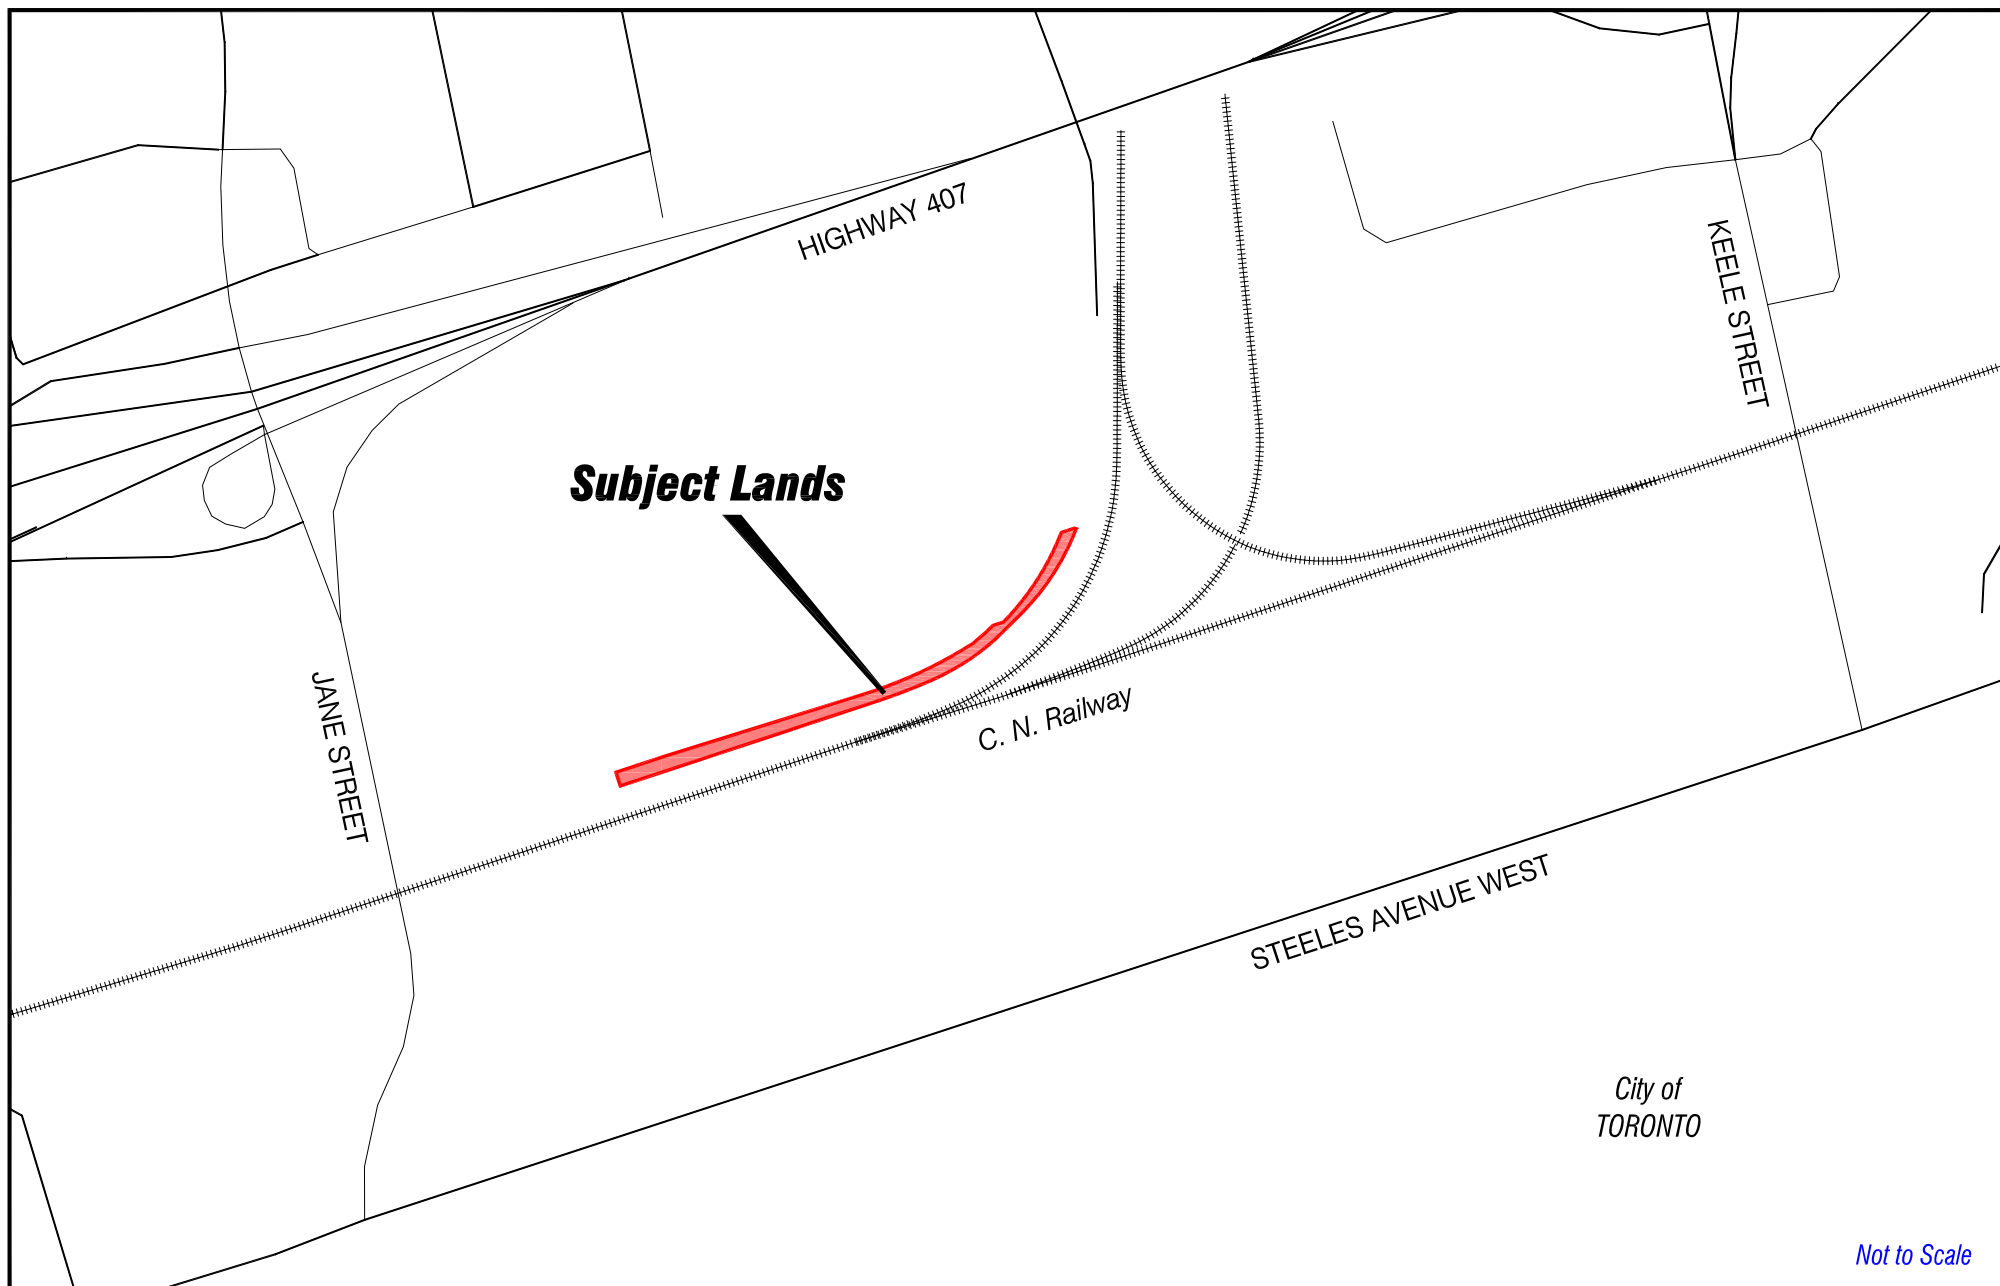 HIGHWAY 407
KEELE STREET
Subject Lands
JANE STREET
C. N. Railway
STEELES AVENUE WEST
City of
TORONTO
Not to Scale